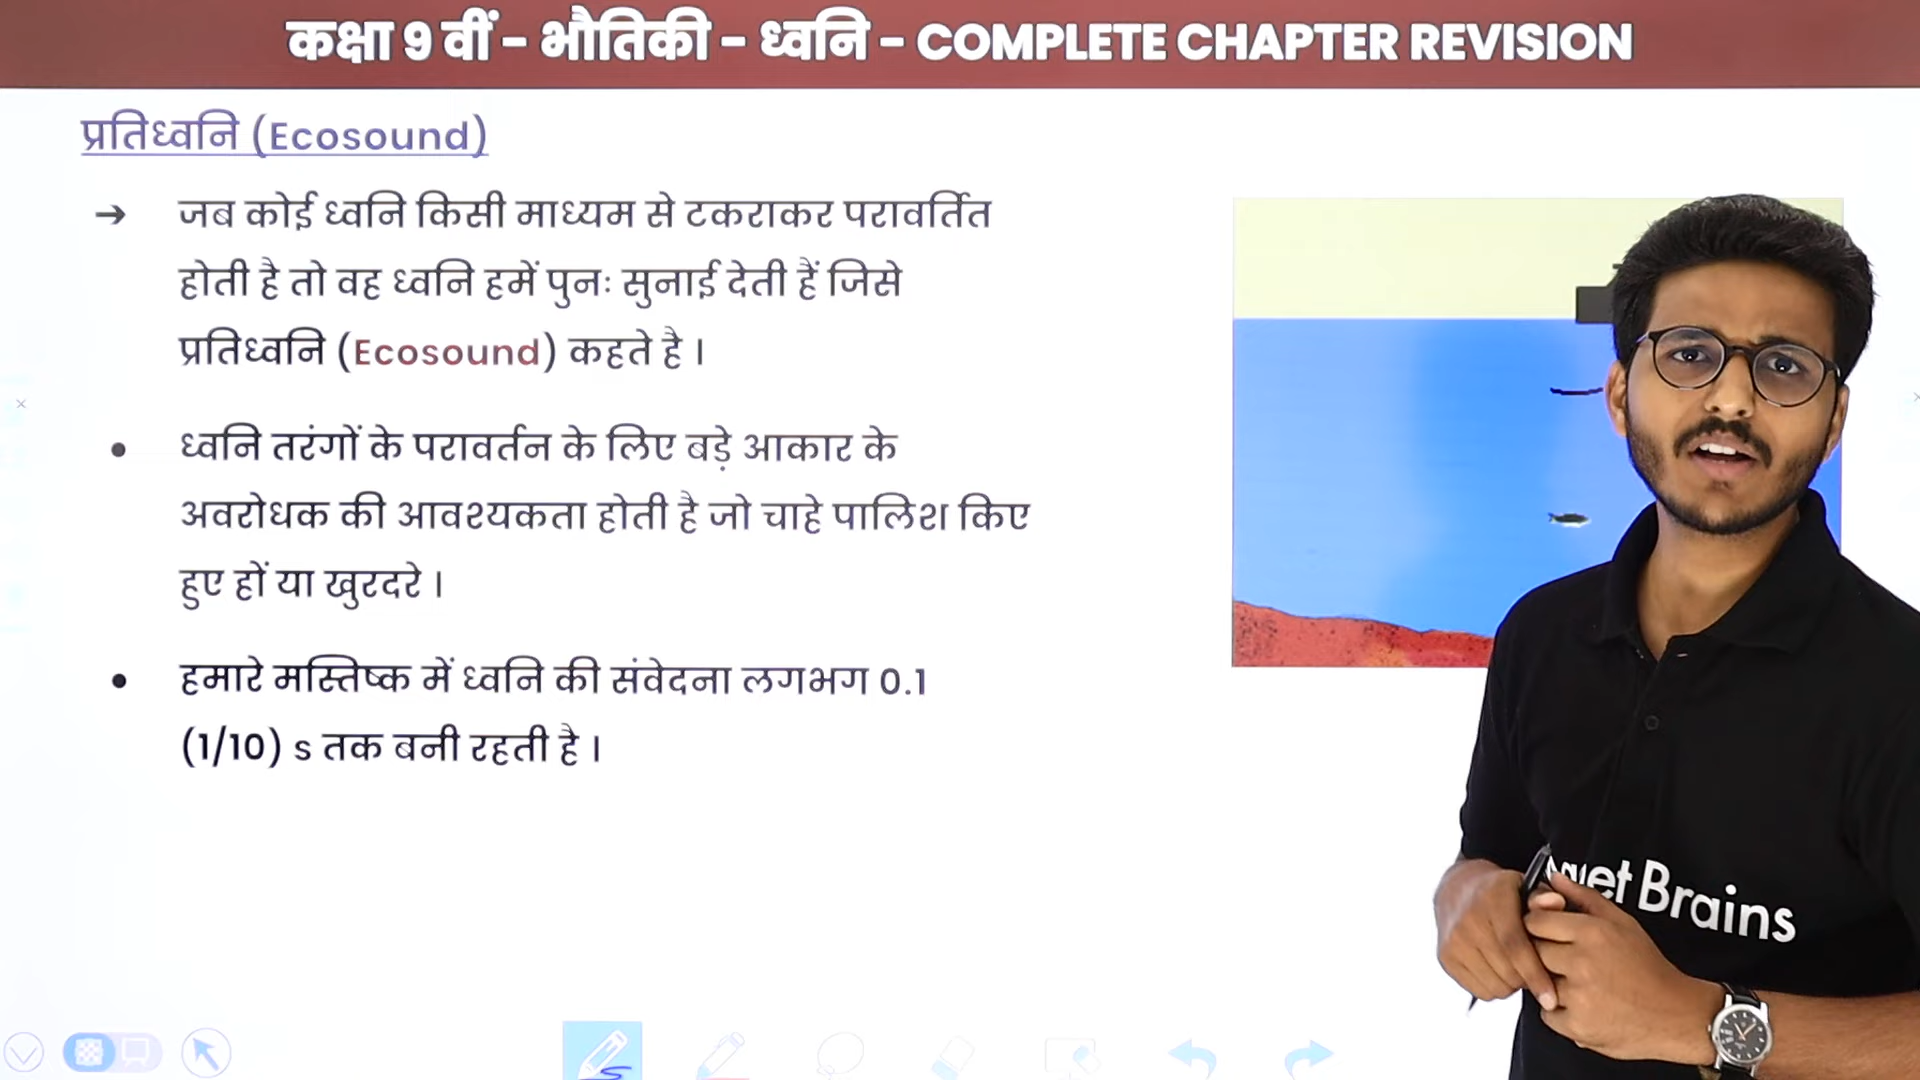 कक्षा 9 वीं - भौतिकी - ध्वनि - COMPLETE CHAPTER REVISION
प्रतिध्वनि (Ecosound)
➔ जब कोई ध्वनि किसी माध्यम से टकराकर परावर्तित
होती है तो वह ध्वनि हमें पुनः सुनाई देती हैं जिसे
प्रतिध्वनि (Ecosound) कहते है ।
● ध्वनि तरंगों के परावर्तन के लिए बड़े आकार के
अवरोधक की आवश्यकता होती है जो चाहे पालिश किए
हुए हों या खुरदरे ।
● हमारे मस्तिष्क में ध्वनि की संवेदना लगभग 0.1
(1/10) s तक बनी रहती है ।
Brains